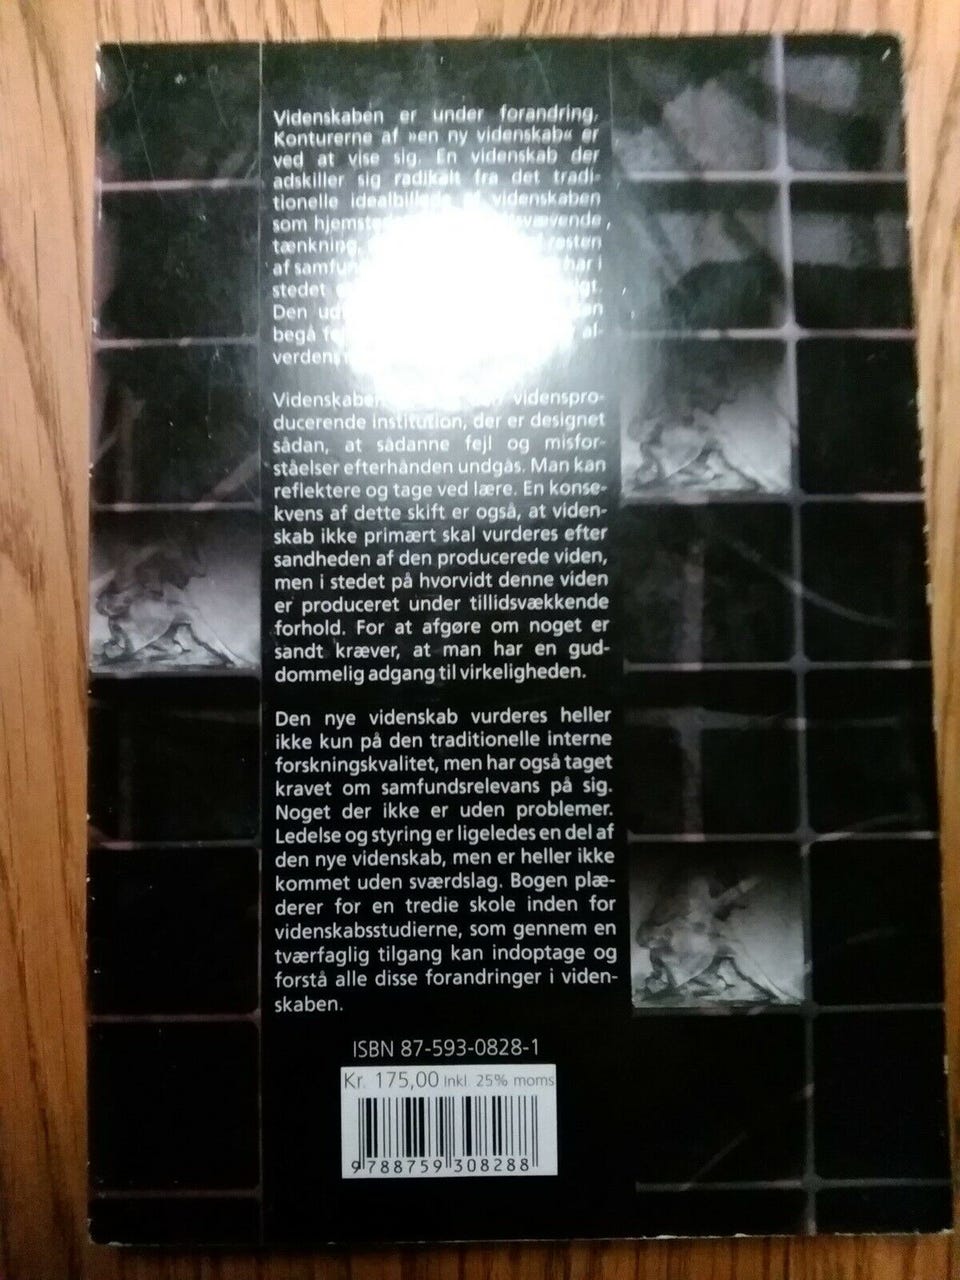 Videnskaben er under forandring.
Konturerne af »en ny videnskab« er
ved at vise sig. En videnskab der
adskiller sig radikalt fra det tradi-
tionelle idealbillede af videnskaben
som
tænkning,
af har i
stedet
Den
begå al-
Videnskaben videnspro-
ducerende institution, der er designet
sådan, at sådanne fejl og misfor-
ståelser efterhånden undgås. Man kan
reflektere og tage ved lære. En konse-
kvens af dette skift er også, at viden-
skab ikke primært skal vurderes efter
sandheden af den producerede viden,
men i stedet på hvorvidt denne viden
er produceret under tillidsvækkende
forhold. For at afgøre om noget er
sandt kræver, at man har en gud-
dommelig adgang til virkeligheden.
Den nye videnskab vurderes heller
ikke kun på den traditionelle interne
forskningskvalitet, men har også taget
kravet om samfundsrelevans på sig.
Noget der ikke er uden problemer.
Ledelse og styring er ligeledes en del af
den nye videnskab, men er heller ikke
kommet uden sværdslag. Bogen plæ-
derer for en tredie skole inden for
videnskabsstudierne, som gennem en
tværfaglig tilgang kan indoptage og
forstå alle disse forandringer i viden-
skaben.
ISBN 87-593-0828-1
Kr. 175,00 Inkl. 25% moms
9 788759 308288